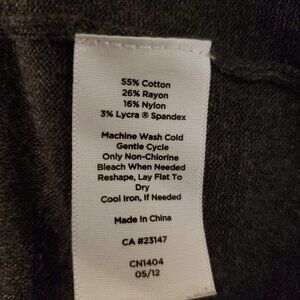 55% Cotton
26% Rayon
16% Nylon
3% Lycra ® Spandex
Machine Wash Cold
Gentle Cycle
Only Non-Chlorine
Bleach When Needed
Reshape, Lay Flat To
Dry
Cool Iron, If Needed
Made in China
CA #23147
CN1404
05/12